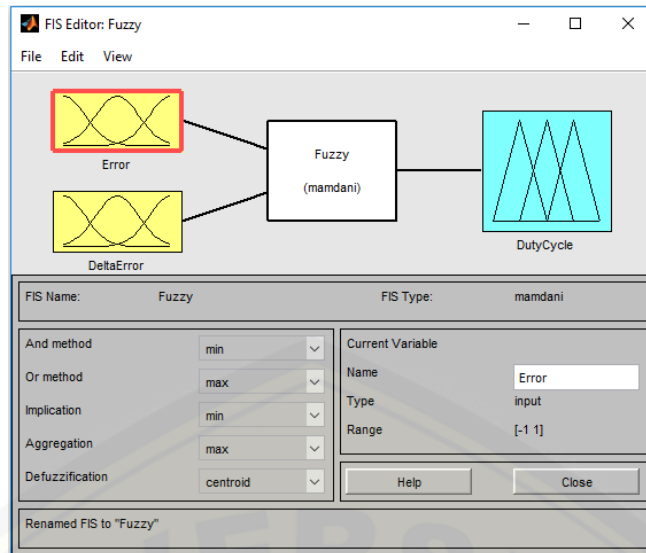 FIS Editor: Fuzzy
File Edit View
Error
DeltaError
Fuzzy
(mamdani)
DutyCycle
FIS Name: Fuzzy FIS Type: mamdani
And method min
Or method max
Implication min
Aggregation max
Defuzzification centroid
Current Variable
Name Error
Type input
Range [-1 1]
Help Close
Renamed FIS to "Fuzzy"